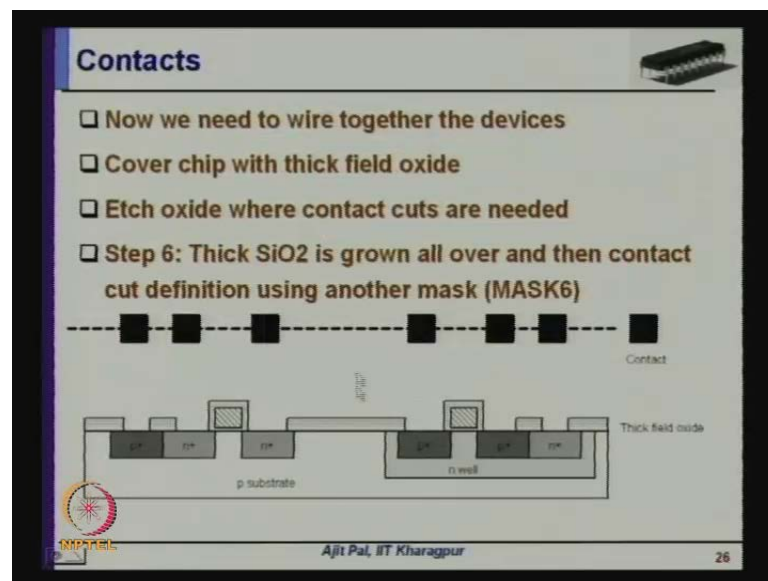 Contacts
❑ Now we need to wire together the devices
❑ Cover chip with thick field oxide
❑ Etch oxide where contact cuts are needed
❑ Step 6: Thick SiO2 is grown all over and then contact
cut definition using another mask (MASK6)
Contact
Thick field oxide
p+ n+ n+ p+ p+ n+
n well
p substrate
NPTEL
Ajit Pal, IIT Kharagpur
26